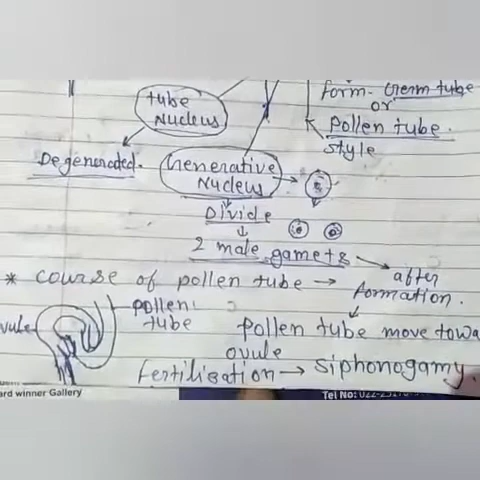 form. Germ tube
or
Pollen tube.
style
tube
Nucleus
Degenerated.
Generative
Nucleus
Divide
2 male gamets
after
formation.
* course of pollen tube →
pollen
tube
pollen tube move towa
ovule
fertilisation → siphonogamy.
ard winner Gallery
Tel No: 022-